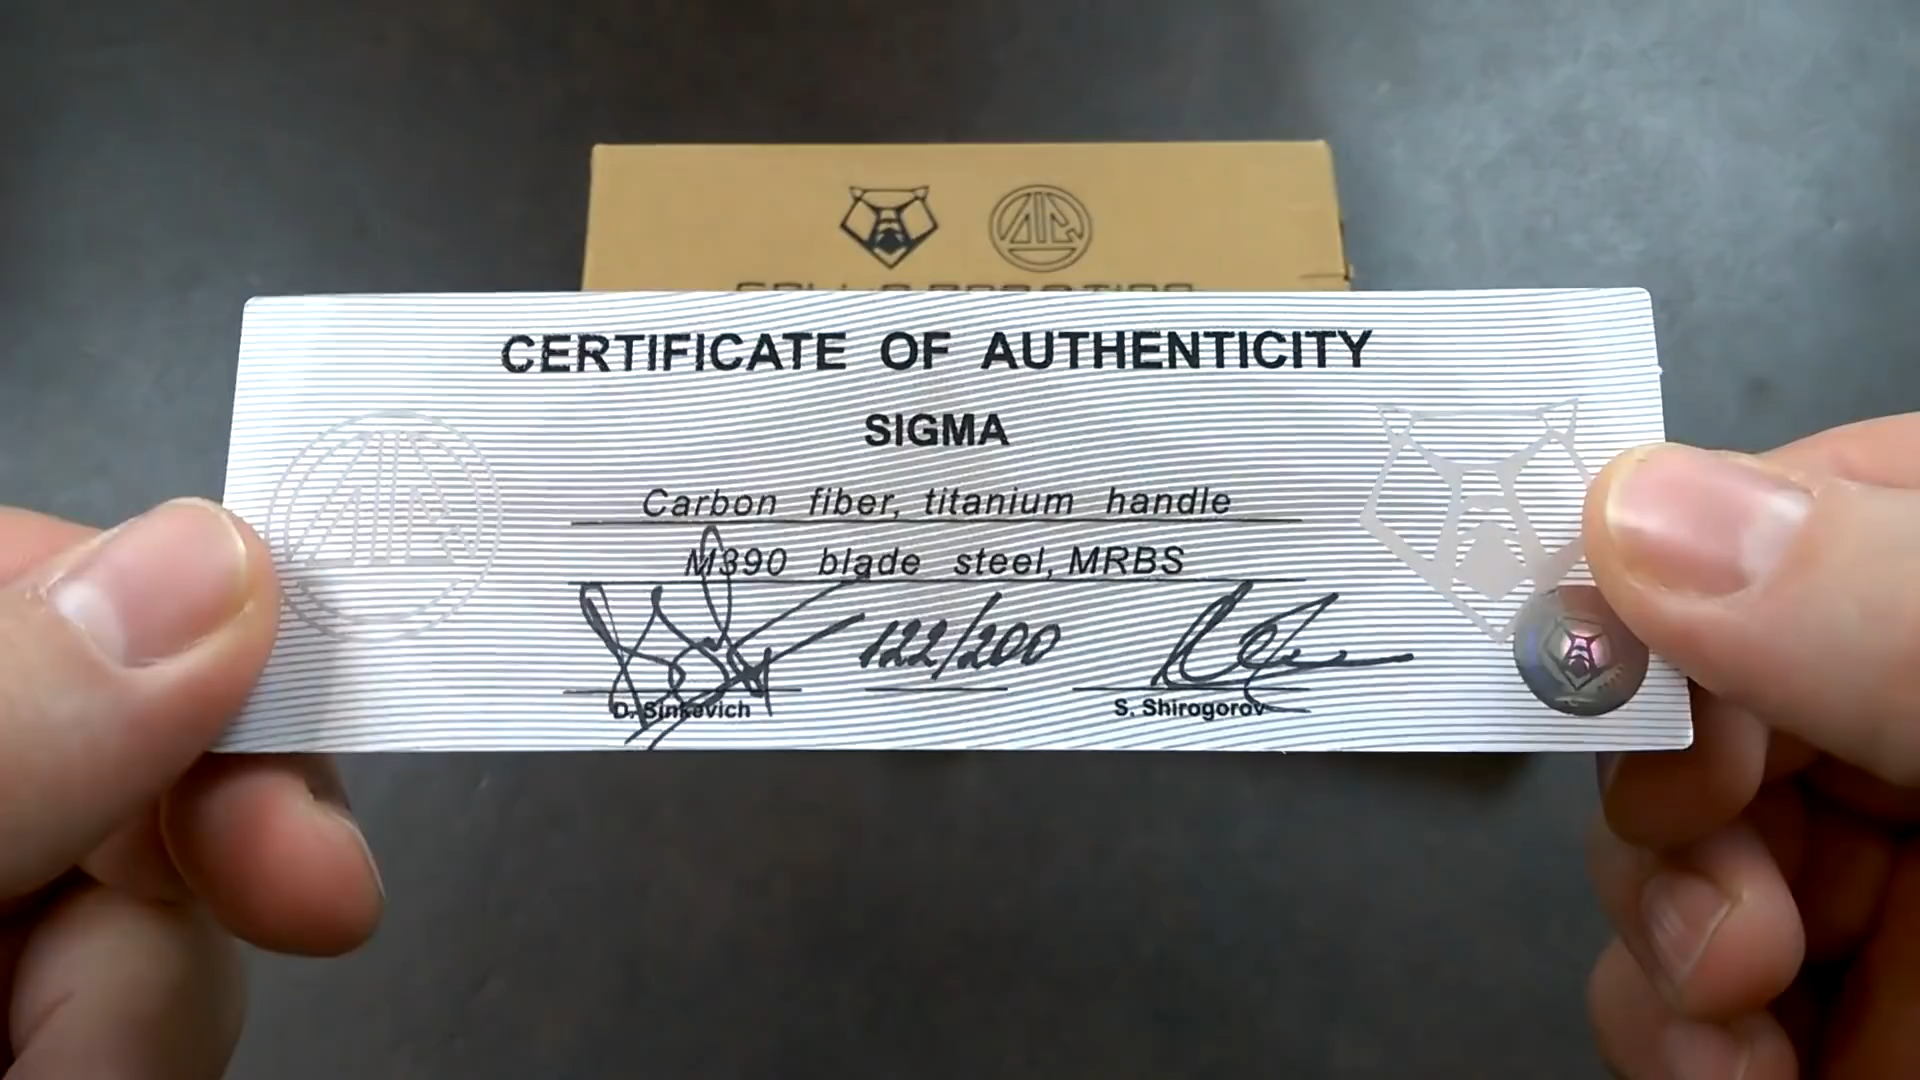 CERTIFICATE OF AUTHENTICITY
SIGMA
Carbon fiber, titanium handle
M390 blade steel, MRBS
122/200
D. Sinkevich
S. Shirogorov